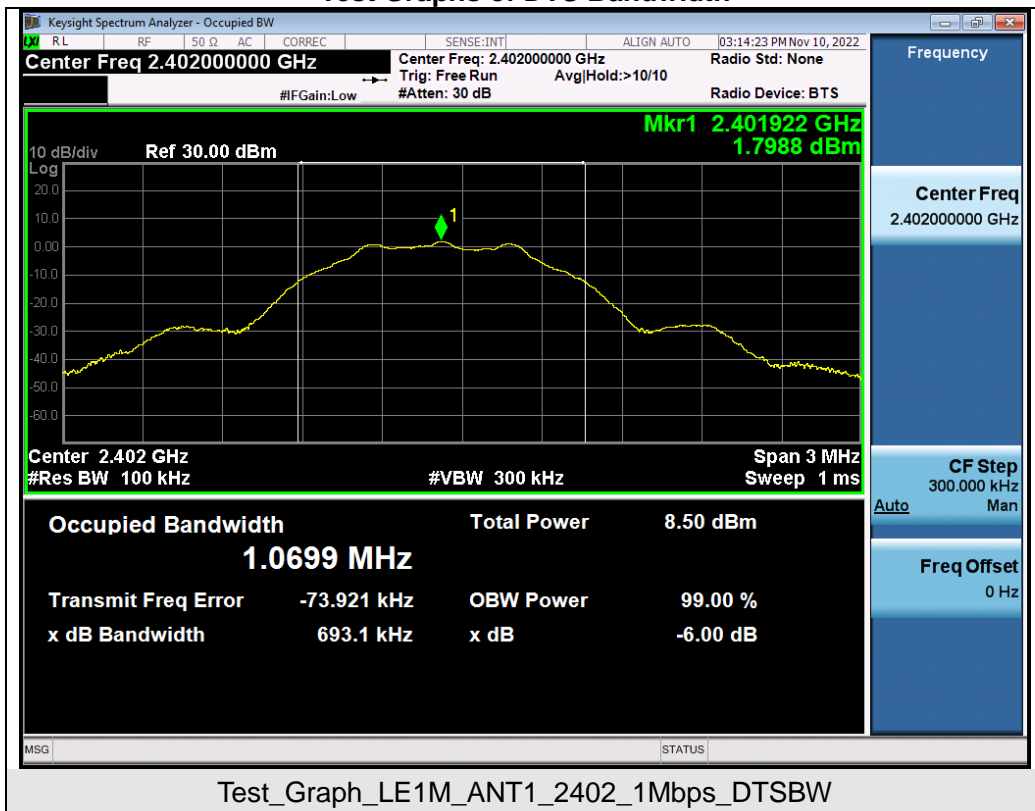 Test Graphs of DTS Bandwidth
Keysight Spectrum Analyzer - Occupied BW
LXI RL RF 50 Ω AC CORREC SENSE:INT ALIGN AUTO 03:14:23 PM Nov 10, 2022
Center Freq 2.402000000 GHz
Center Freq: 2.402000000 GHz
Radio Std: None
Trig: Free Run Avg|Hold:>10/10
#IFGain:Low
#Atten: 30 dB
Radio Device: BTS
Mkr1 2.401922 GHz
1.7988 dBm
10 dB/div Ref 30.00 dBm
Log
20.0
10.0
1
0.00
-10.0
-20.0
-30.0
-40.0
-50.0
-60.0
Center 2.402 GHz Span 3 MHz
#Res BW 100 kHz #VBW 300 kHz Sweep 1 ms
Occupied Bandwidth Total Power 8.50 dBm
1.0699 MHz
Transmit Freq Error -73.921 kHz OBW Power 99.00 %
x dB Bandwidth 693.1 kHz x dB -6.00 dB
Frequency
Center Freq
2.402000000 GHz
CF Step
300.000 kHz
Auto Man
Freq Offset
0 Hz
MSG STATUS
Test_Graph_LE1M_ANT1_2402_1Mbps_DTSBW